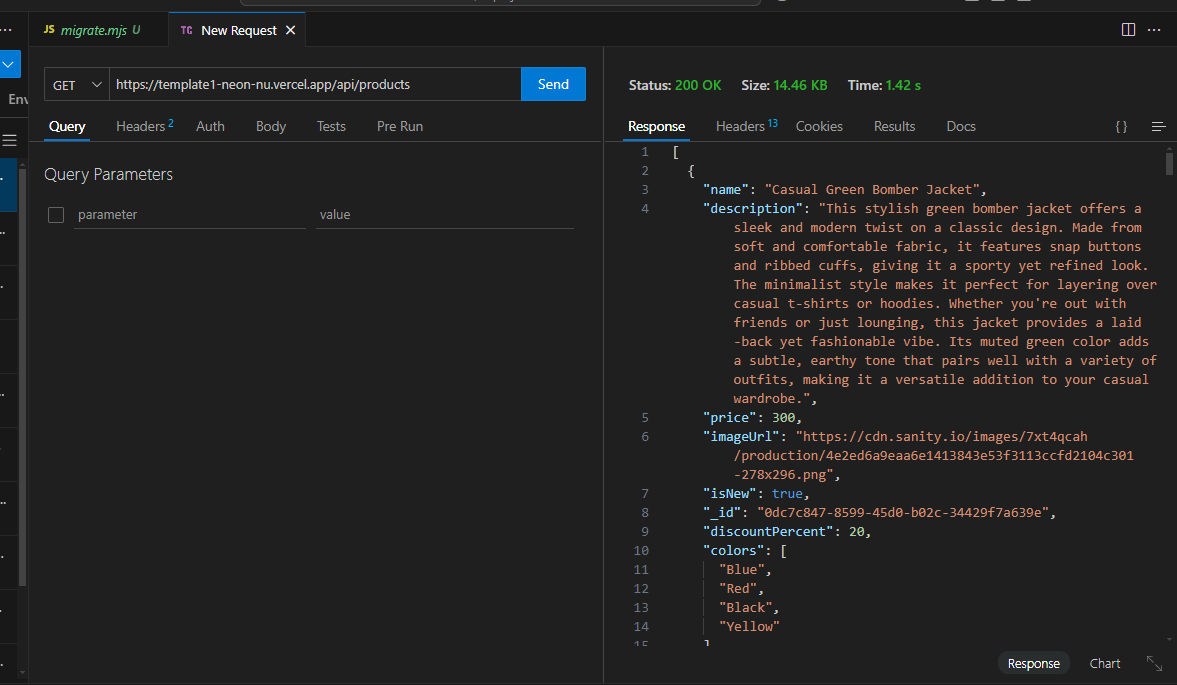 JS migrate.mjs U
TC New Request
GET https://template1-neon-nu.vercel.app/api/products Send
Status: 200 OK Size: 14.46 KB Time: 1.42 s
Env
Query Headers 2 Auth Body Tests Pre Run
Response Headers 13 Cookies Results Docs {}
Query Parameters
parameter value
1 [
2 {
3 "name": "Casual Green Bomber Jacket",
4 "description": "This stylish green bomber jacket offers a
sleek and modern twist on a classic design. Made from
soft and comfortable fabric, it features snap buttons
and ribbed cuffs, giving it a sporty yet refined look.
The minimalist style makes it perfect for layering over
casual t-shirts or hoodies. Whether you're out with
friends or just lounging, this jacket provides a laid
-back yet fashionable vibe. Its muted green color adds
a subtle, earthy tone that pairs well with a variety of
outfits, making it a versatile addition to your casual
wardrobe.",
5 "price": 300,
6 "imageUrl": "https://cdn.sanity.io/images/7xt4qcah
/production/4e2ed6a9eaa6e1413843e53f3113ccfd2104c301
-278x296.png",
7 "isNew": true,
8 "_id": "0dc7c847-8599-45d0-b02c-34429f7a639e",
9 "discountPercent": 20,
10 "colors": [
11 "Blue",
12 "Red",
13 "Black",
14 "Yellow"
15 ]
Response Chart